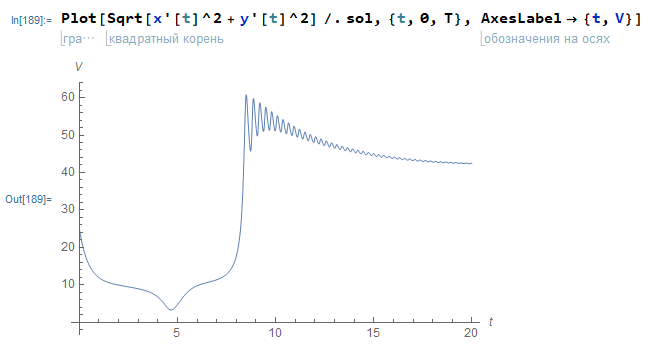 In[189]:= Plot[Sqrt[x'[t]^2 + y'[t]^2] /. sol, {t, 0, T}, AxesLabel → {t, V}]
гра⋯ квадратный корень обозначения на осях
Out[189]=
V
60
50
40
30
20
10
5 10 15 20
t